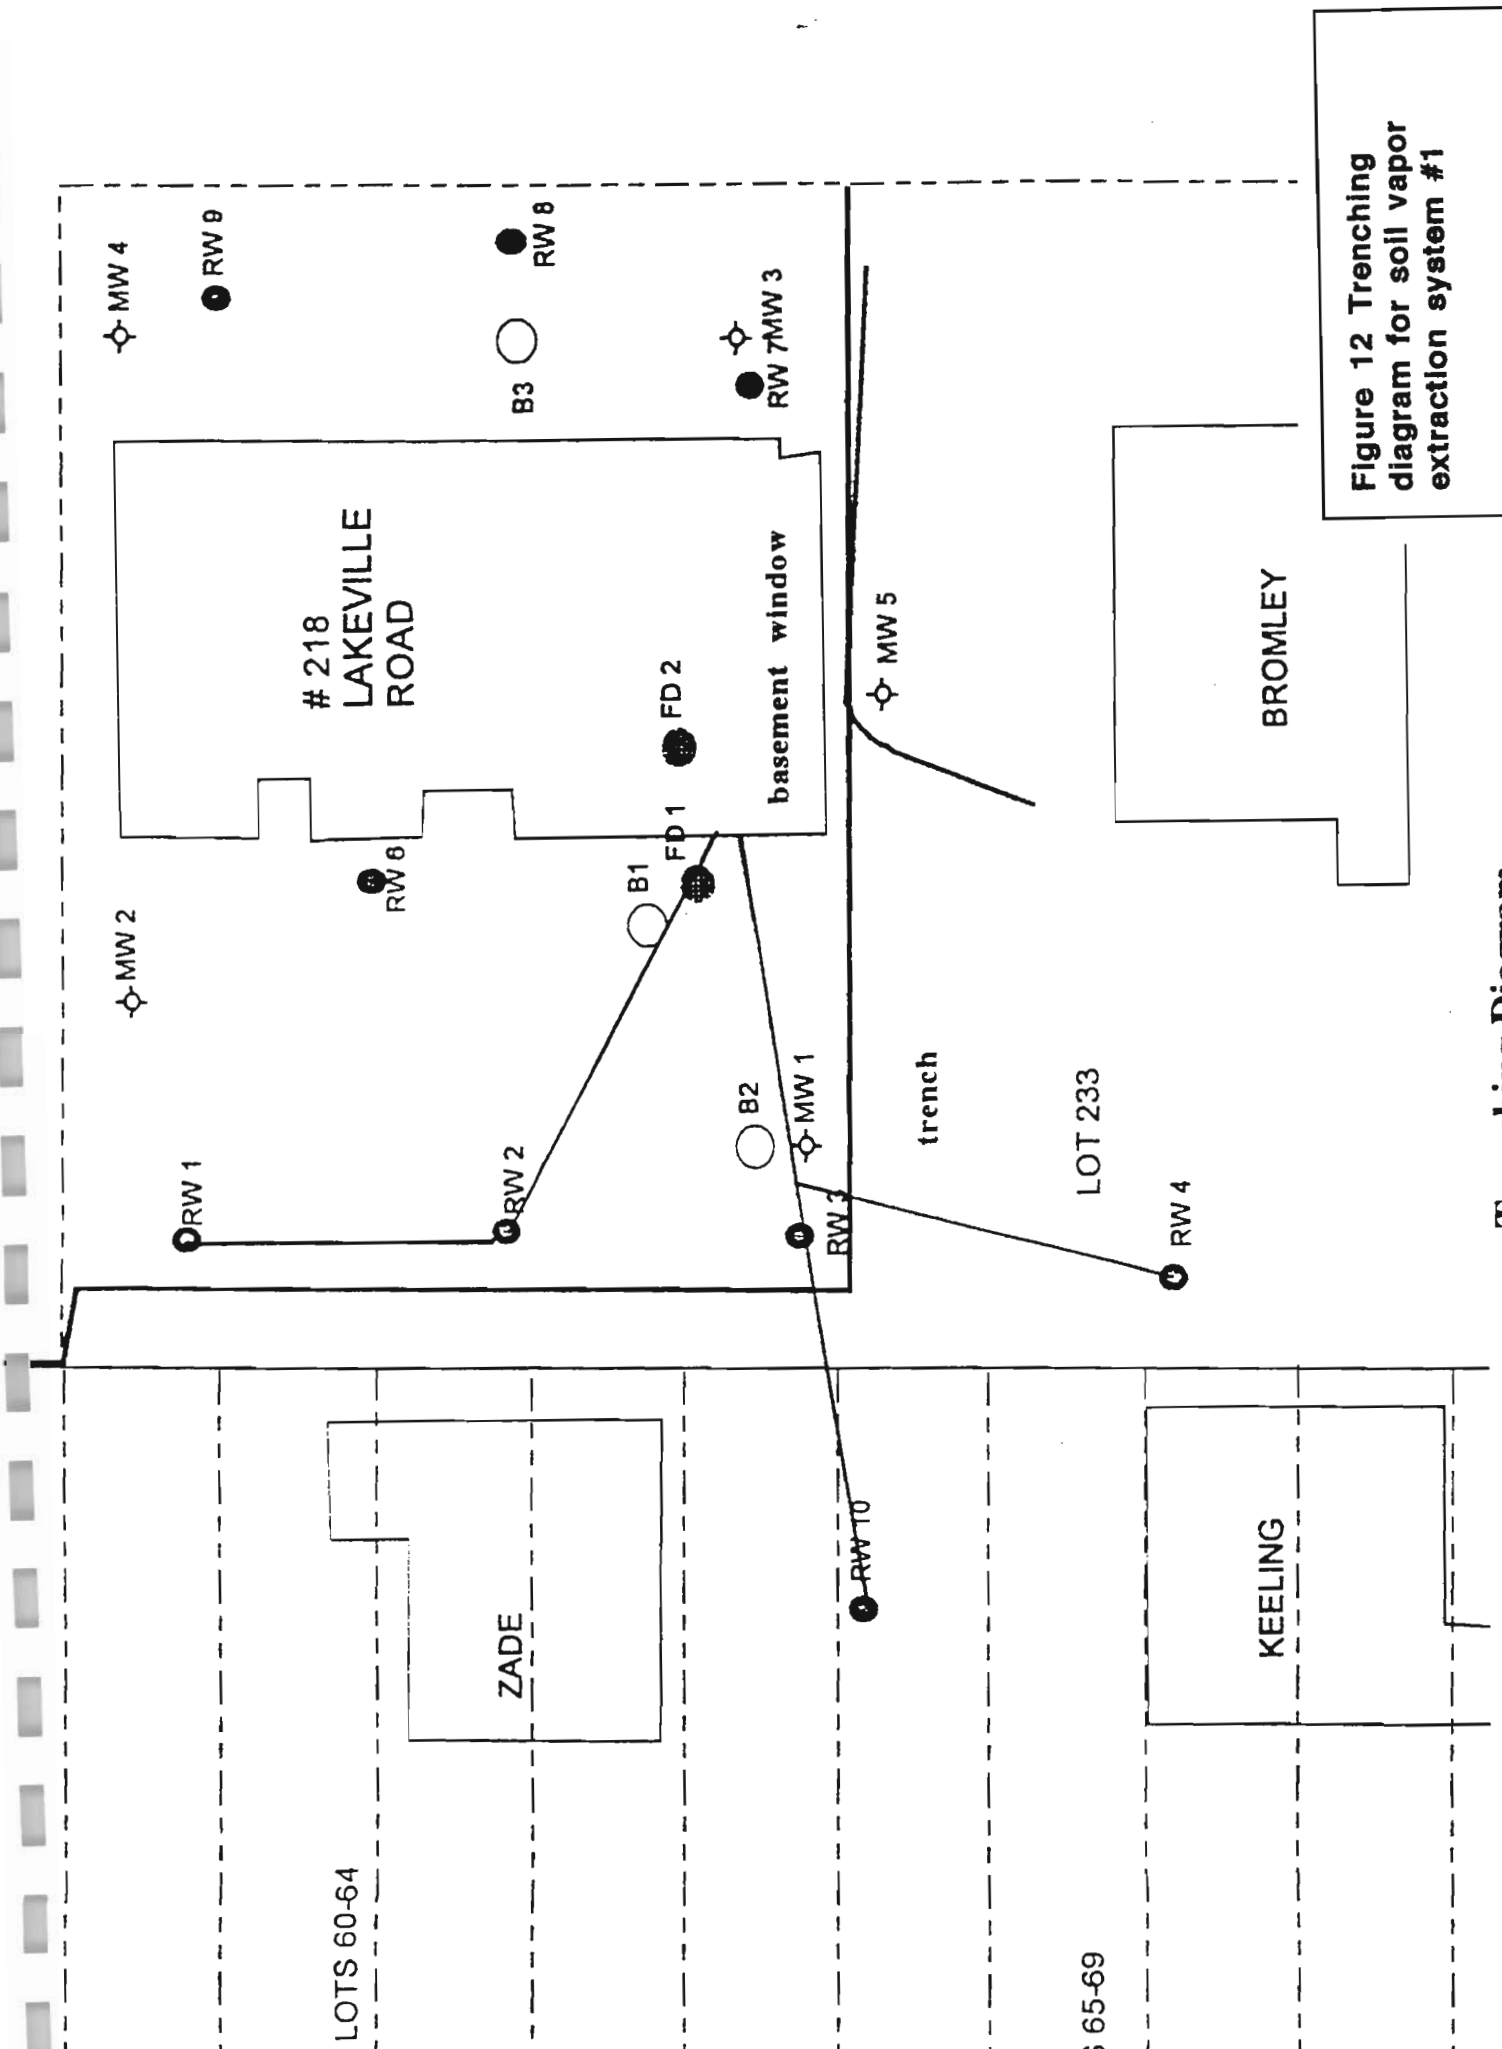 MW 4
RW 9
RW 8
B3
MW 3
RW 7
# 218
LAKEVILLE
ROAD
FD 2
basement window
FD 1
B1
RW 6
MW 2
MW 5
BROMLEY
Figure 12 Trenching
diagram for soil vapor
extraction system #1
RW 1
RW 2
B2
MW 1
RW 3
trench
LOT 233
RW 4
ZADE
RW 10
KEELING
LOTS 60-64
65-69
Diagram